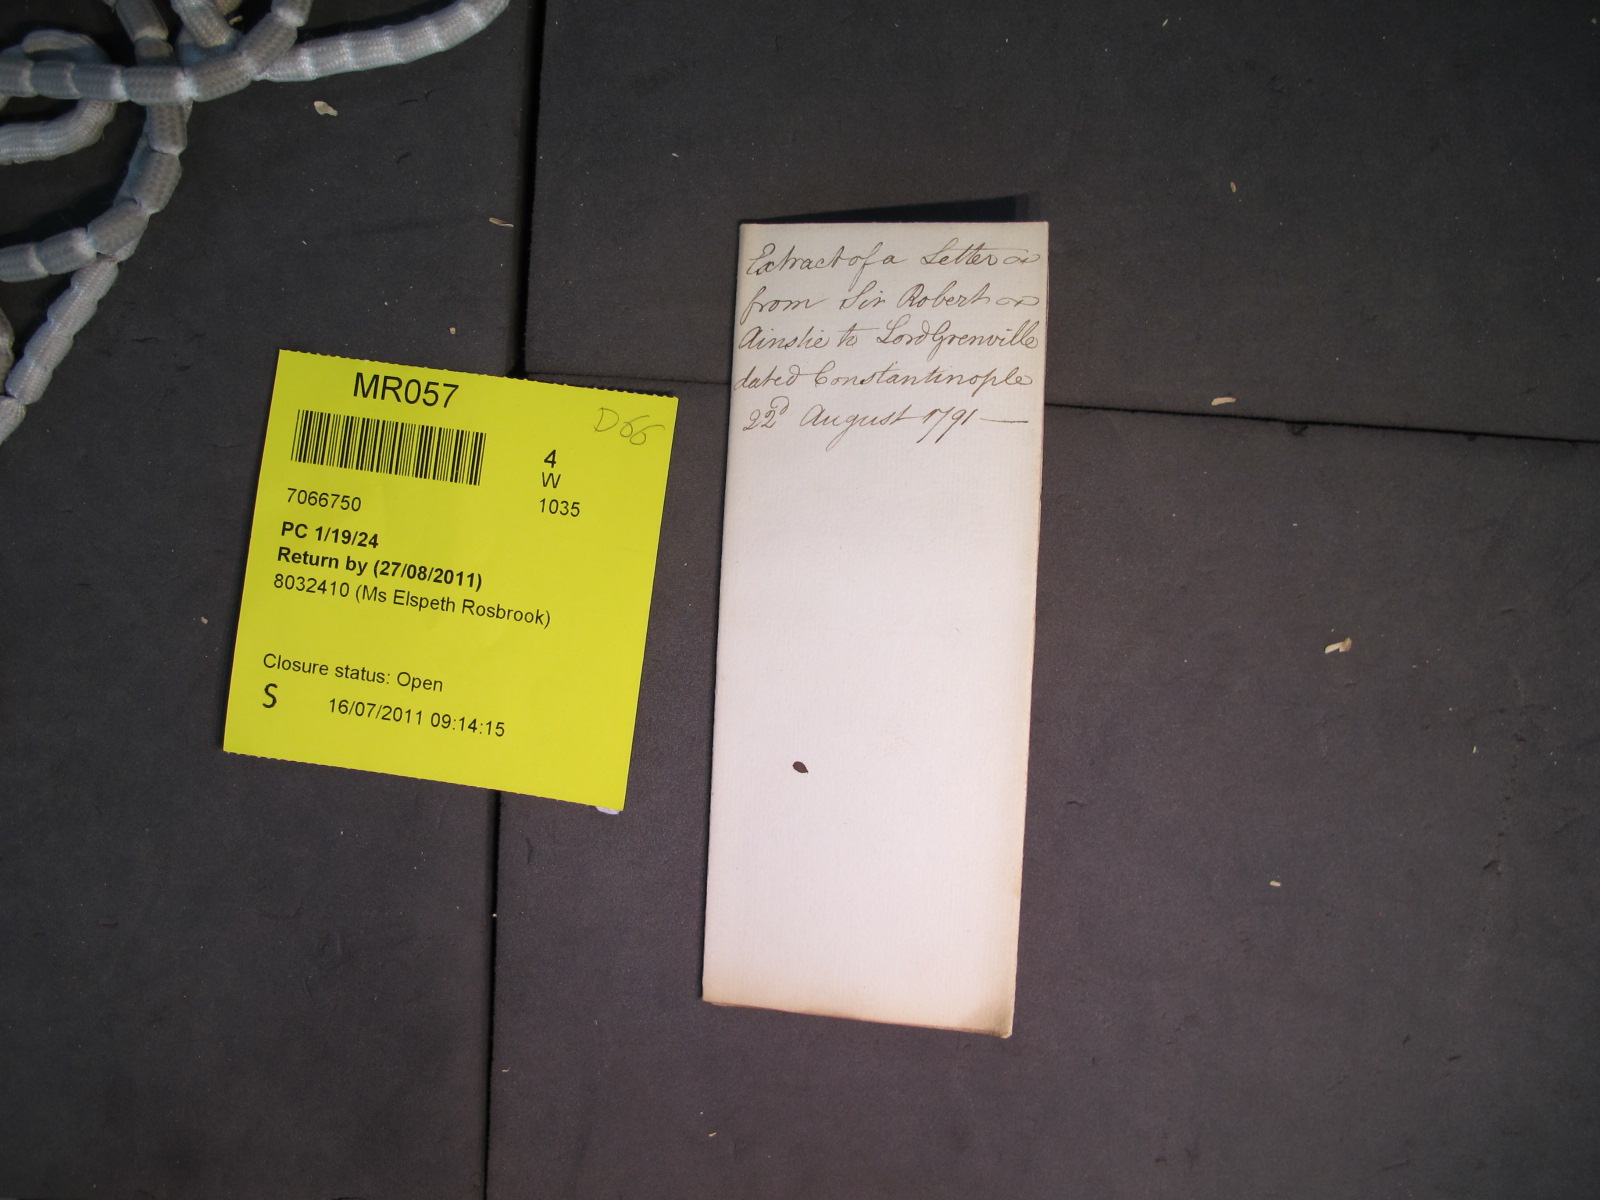 MR057
D66
4
W
7066750
1035
PC 1/19/24
Return by (27/08/2011)
8032410 (Ms Elspeth Rosbrook)
Closure status: Open
S
16/07/2011 09:14:15
Extract of a Letter
from Sir Robert
Ainslie to Lord Grenville
dated Constantinople
22d August 1791 —